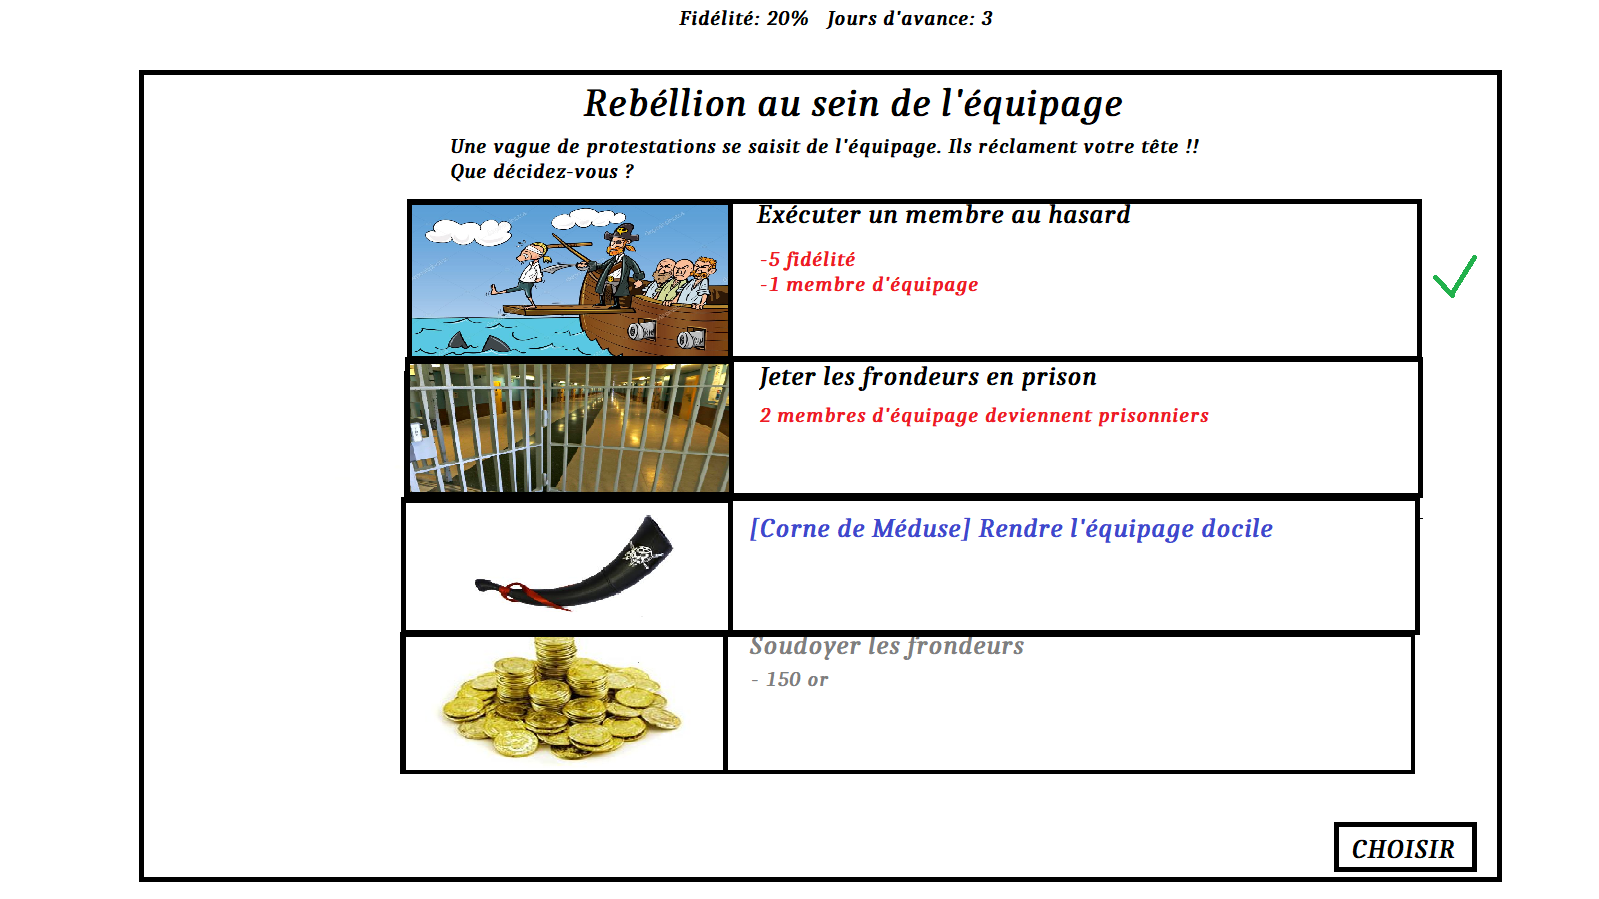 Fidélité: 20% Jours d'avance: 3
Rebéllion au sein de l'équipage
Une vague de protestations se saisit de l'équipage. Ils réclament votre tête !!
Que décidez-vous ?
Exécuter un membre au hasard
-5 fidélité
-1 membre d'équipage
Jeter les frondeurs en prison
2 membres d'équipage deviennent prisonniers
[Corne de Méduse] Rendre l'équipage docile
Soudoyer les frondeurs
- 150 or
CHOISIR